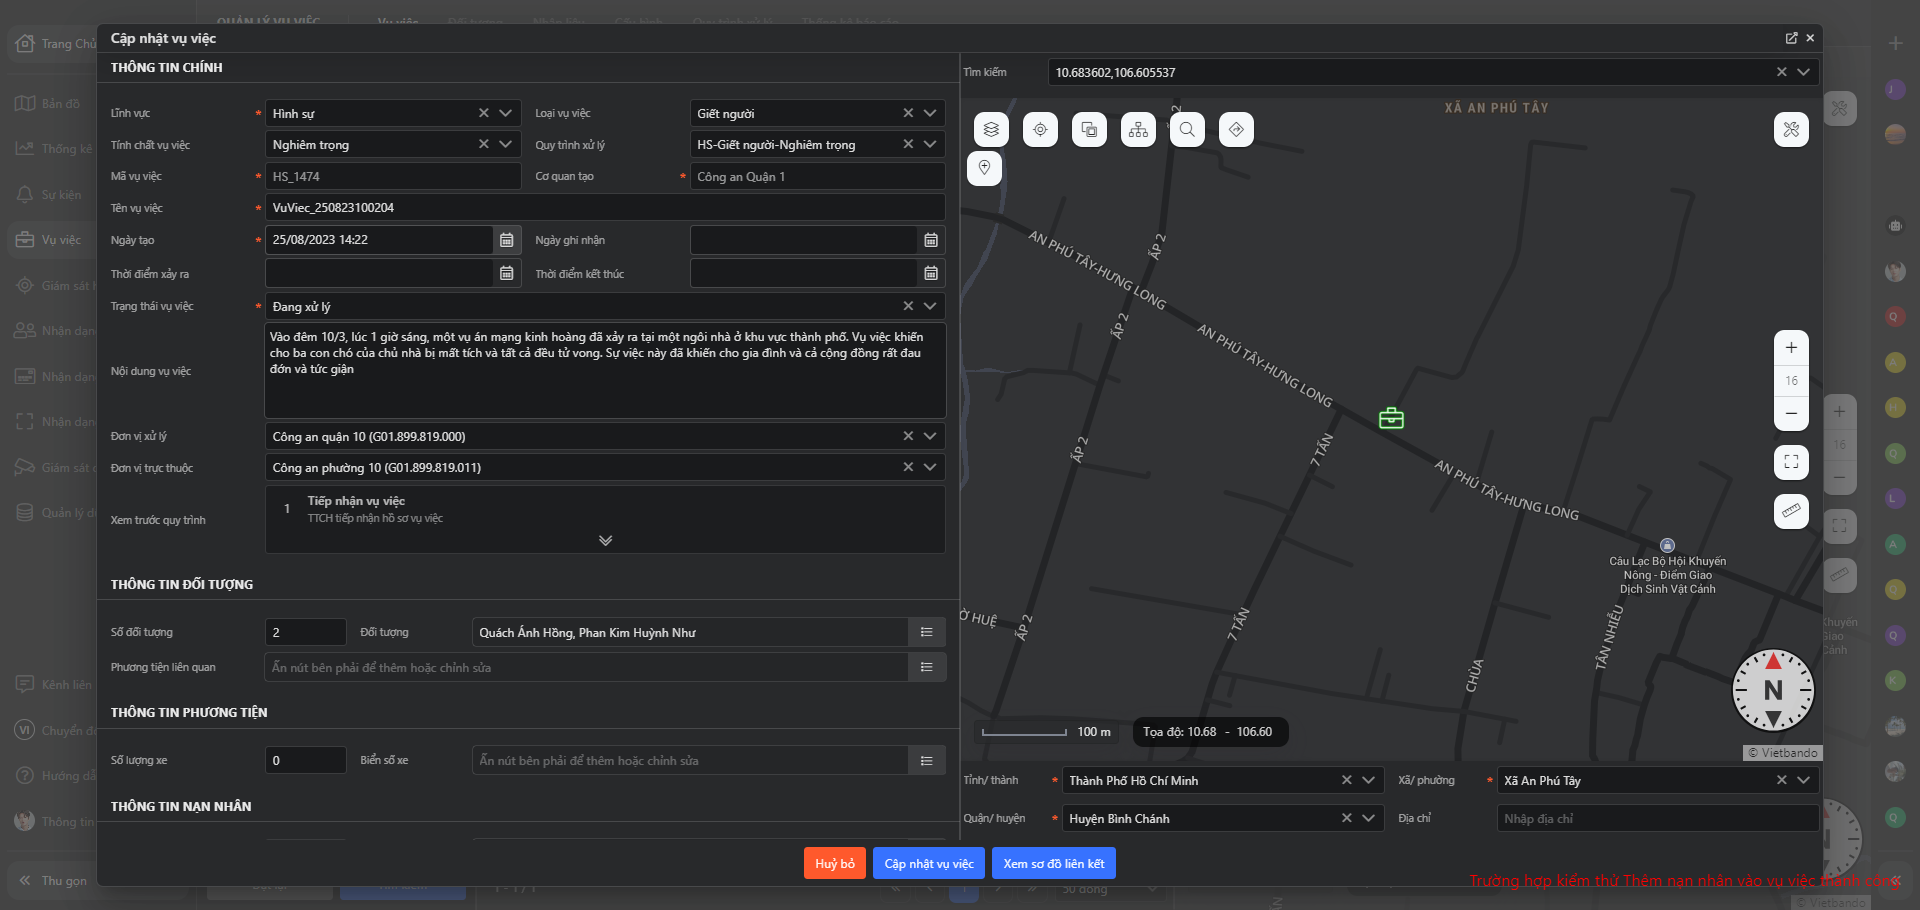 QUẢN LÝ VỤ VIỆC
Vụ việc
Đối tượng
Cập nhật vụ việc
THÔNG TIN CHÍNH
Lĩnh vực * Hình sự
Loại vụ việc Giết người
Tính chất vụ việc Nghiêm trọng
Quy trình xử lý HS-Giết người-Nghiêm trọng
Mã vụ việc * HS_1474
Cơ quan tạo * Công an Quận 1
Tên vụ việc * VuViec_250823100204
Ngày tạo * 25/08/2023 14:22
Ngày ghi nhận
Thời điểm xảy ra
Thời điểm kết thúc
Trạng thái vụ việc * Đang xử lý
Nội dung vụ việc
Vào đêm 10/3, lúc 1 giờ sáng, một vụ án mạng kinh hoàng đã xảy ra tại một ngôi nhà ở khu vực thành phố. Vụ việc khiến
cho ba con chó của chủ nhà bị mất tích và tất cả đều tử vong. Sự việc này đã khiến cho gia đình và cả cộng đồng rất đau
đớn và tức giận
Đơn vị xử lý Công an quận 10 (G01.899.819.000)
Đơn vị trực thuộc Công an phường 10 (G01.899.819.011)
Xem trước quy trình
1 Tiếp nhận vụ việc
TTCH tiếp nhận hồ sơ vụ việc
THÔNG TIN ĐỐI TƯỢNG
Số đối tượng 2
Đối tượng Quách Ánh Hồng, Phan Kim Huỳnh Như
Phương tiện liên quan Ấn nút bên phải để thêm hoặc chỉnh sửa
THÔNG TIN PHƯƠNG TIỆN
Số lượng xe 0
Biển số xe Ấn nút bên phải để thêm hoặc chỉnh sửa
THÔNG TIN NẠN NHÂN
Tìm kiếm 10.683602,106.605537
XÃ AN PHÚ TÂY
2
ẤP 2
AN PHÚ TÂY-HƯNG LONG
ẤP 2
AN PHÚ TÂY-HƯNG LONG
ẤP 2
7 TẤN
AN PHÚ TÂY-HƯNG LONG
Câu Lạc Bộ Hội Khuyến
Nông - Điểm Giao
Dịch Sinh Vật Cảnh
Ờ HUỆ
ẤP 2
7 TẤN
TÂN NHIỄU
CHÙA
+
16
−
N
100 m
Tọa độ: 10.68 - 106.60
© Vietbando
Tỉnh/ thành * Thành Phố Hồ Chí Minh
Xã/ phường * Xã An Phú Tây
Quận/ huyện * Huyện Bình Chánh
Địa chỉ Nhập địa chỉ
Huỷ bỏ
Cập nhật vụ việc
Xem sơ đồ liên kết
Trang Chủ
Bản đồ
Thống kê
Sự kiện
Vụ việc
Giám sát
Nhận dạng
Nhận dạng
Nhận dạng
Giám sát
Quản lý
Kênh liên
VI Chuyển
Hướng dẫn
Thông tin
Thu gọn
50 dòng
16
Khuyến
Giao
Cảnh
Trường hợp kiểm thử Thêm nạn nhân vào vụ việc thành công
© Vietbando